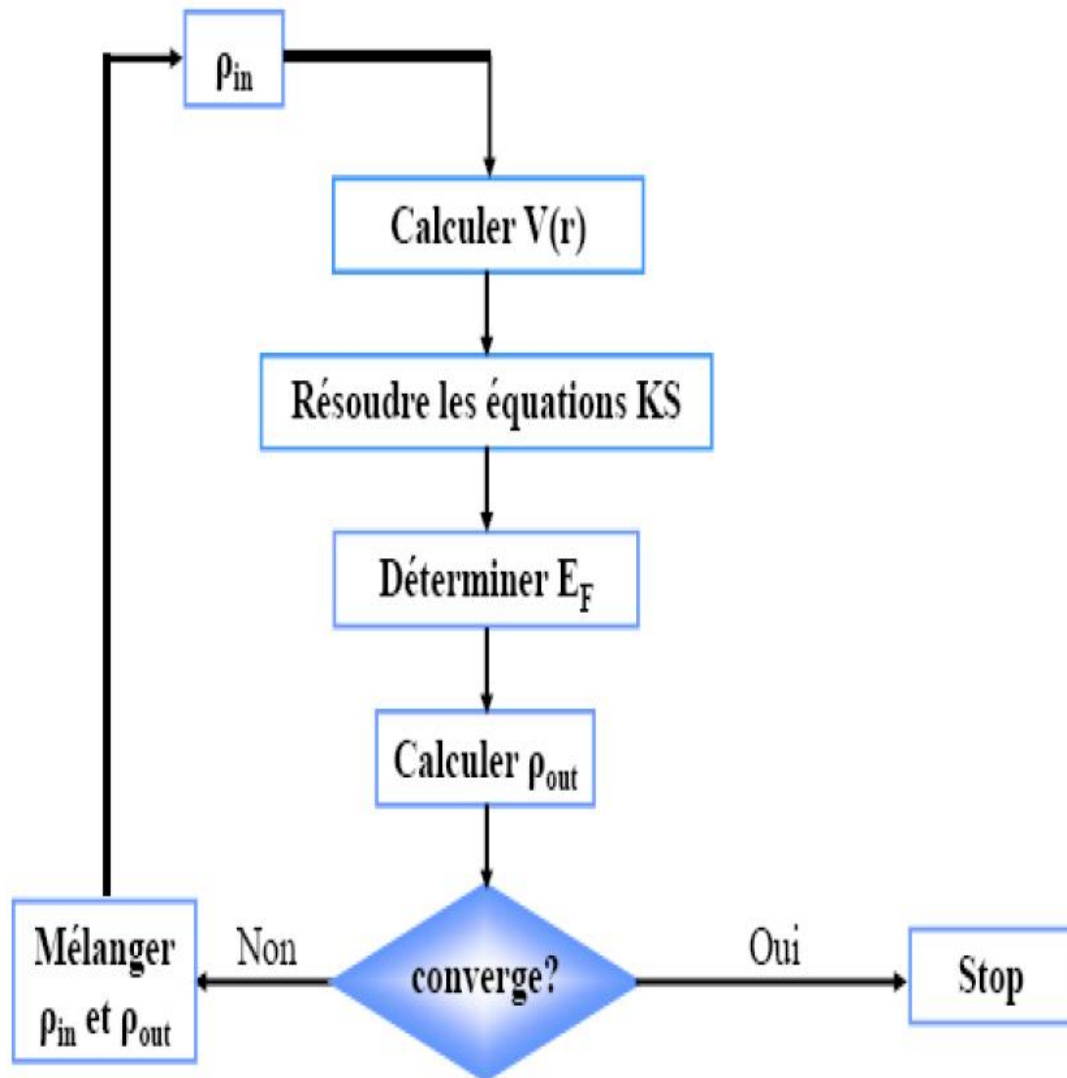 ρin
Calculer V(r)
Résoudre les équations KS
Déterminer EF
Calculer ρout
converge?
Non
Oui
Mélanger
ρin et ρout
Stop